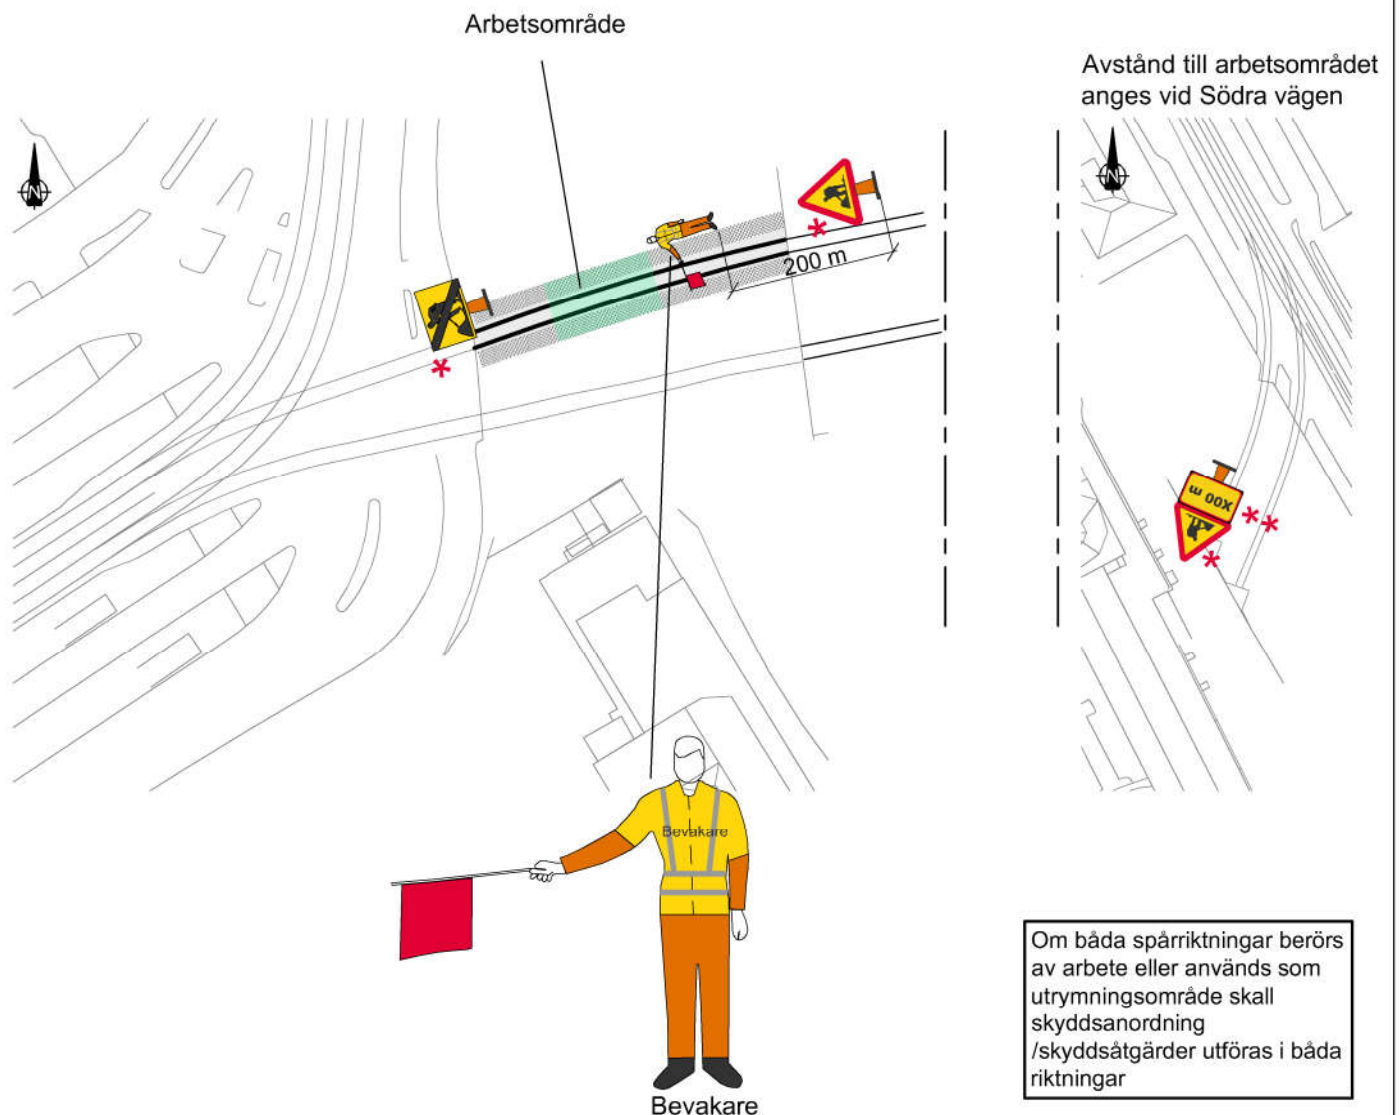 Arbetsområde
Avstånd till arbetsområdet
anges vid Södra vägen
N
N
200 m
X00 m
Bevakare
Om båda spårriktningar berörs
av arbete eller används som
utrymningsområde skall
skyddsanordning
/skyddsåtgärder utföras i båda
riktningar
Bevakare